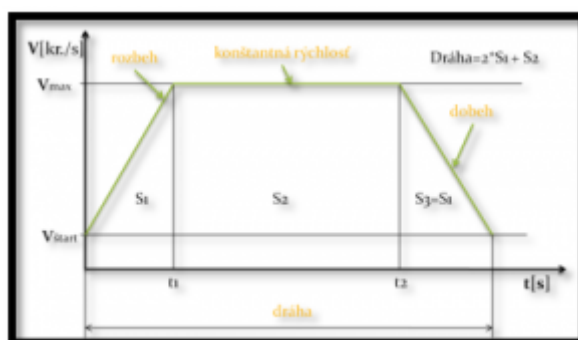 V[kr./s]
rozbeh
konštantná rýchlosť
Dráha=2*S1 + S2
Vmax
dobeh
S1
S2
S3=S1
Vštart
t1
t2
t[s]
dráha